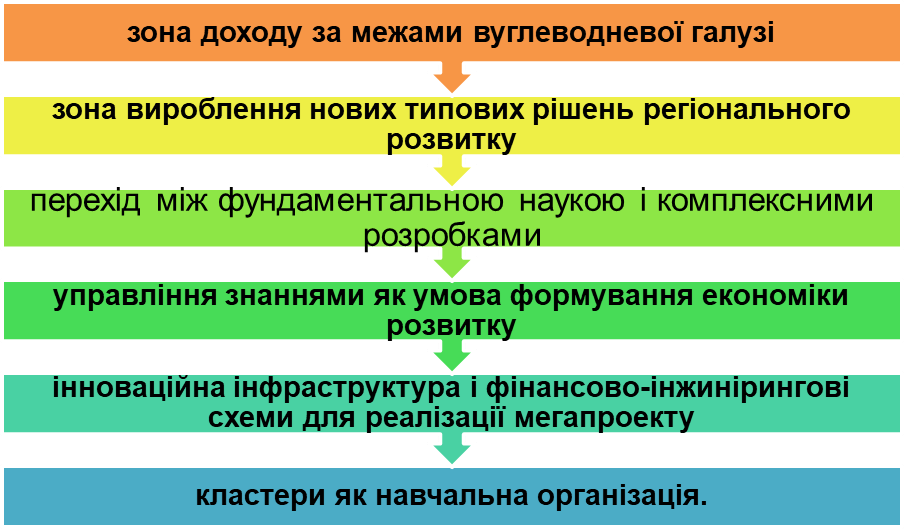 зона доходу за межами вуглеводневої галузі
зона вироблення нових типових рішень регіонального
розвитку
перехід між фундаментальною наукою і комплексними
розробками
управління знаннями як умова формування економіки
розвитку
інноваційна інфраструктура і фінансово-інжинірингові
схеми для реалізації мегапроекту
кластери як навчальна організація.